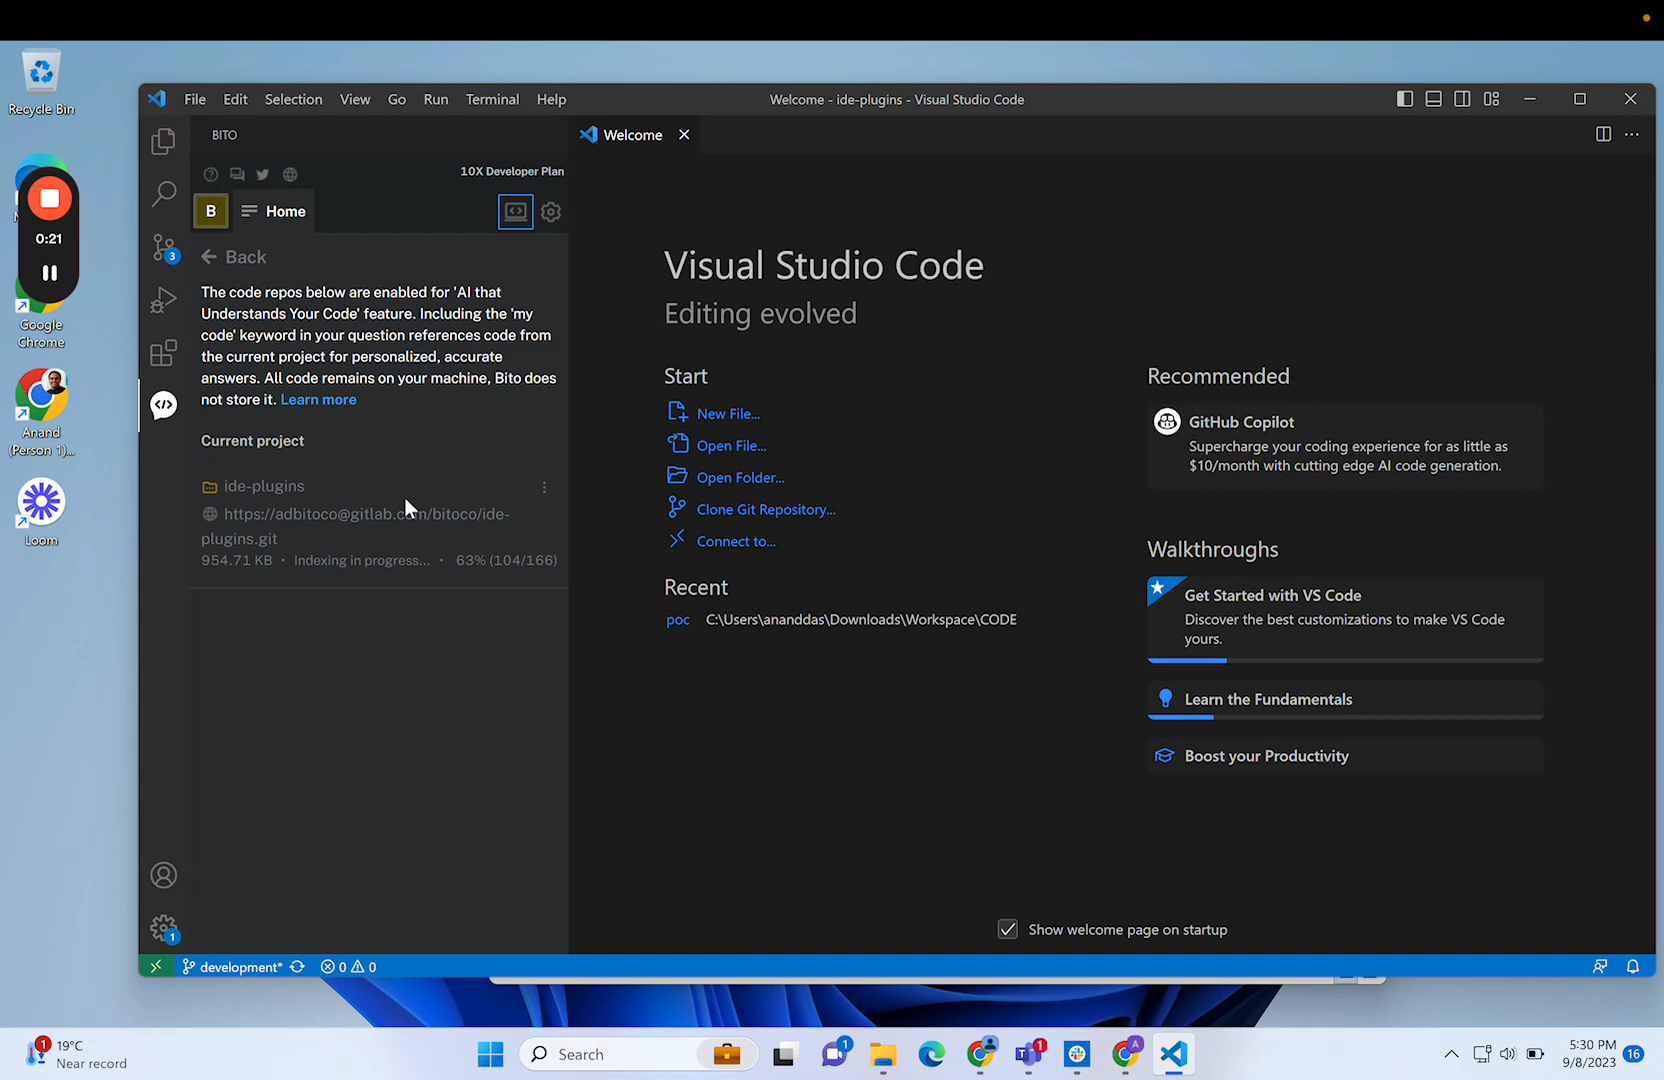 Recycle Bin
0:21
Google
Chrome
Anand
(Person 1)...
Loom
File Edit Selection View Go Run Terminal Help
Welcome - ide-plugins - Visual Studio Code
BITO
10X Developer Plan
B Home
3
Back
The code repos below are enabled for 'AI that
Understands Your Code' feature. Including the 'my
code' keyword in your question references code from
the current project for personalized, accurate
answers. All code remains on your machine, Bito does
not store it. Learn more
Current project
ide-plugins
https://adbitoco@gitlab.com/bitoco/ide-
plugins.git
954.71 KB • Indexing in progress... • 63% (104/166)
1
Welcome
Visual Studio Code
Editing evolved
Start
New File...
Open File...
Open Folder...
Clone Git Repository...
Connect to...
Recent
poc C:\Users\ananddas\Downloads\Workspace\CODE
Recommended
GitHub Copilot
Supercharge your coding experience for as little as
$10/month with cutting edge AI code generation.
Walkthroughs
Get Started with VS Code
Discover the best customizations to make VS Code
yours.
Learn the Fundamentals
Boost your Productivity
Show welcome page on startup
development* 0 0
1
19°C
Near record
Search
1
1
A
5:30 PM
9/8/2023
16